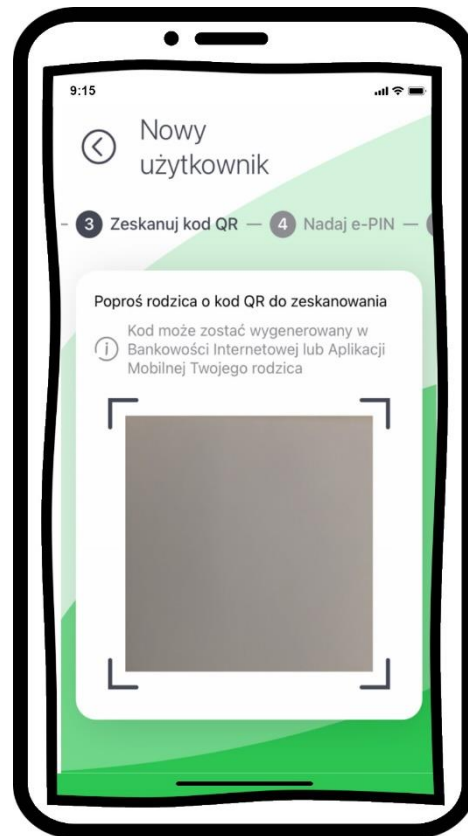 9:15
Nowy
użytkownik
3 Zeskanuj kod QR — 4 Nadaj e-PIN —
Poproś rodzica o kod QR do zeskanowania
Kod może zostać wygenerowany w
Bankowości Internetowej lub Aplikacji
Mobilnej Twojego rodzica